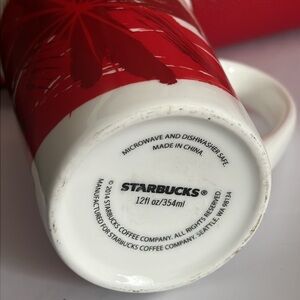 MICROWAVE AND DISHWASHER SAFE.
MADE IN CHINA.
STARBUCKS®
12fl oz/354ml
© 2014 STARBUCKS COFFEE COMPANY. ALL RIGHTS RESERVED.
MANUFACTURED FOR STARBUCKS COFFEE COMPANY. SEATTLE, WA 98134